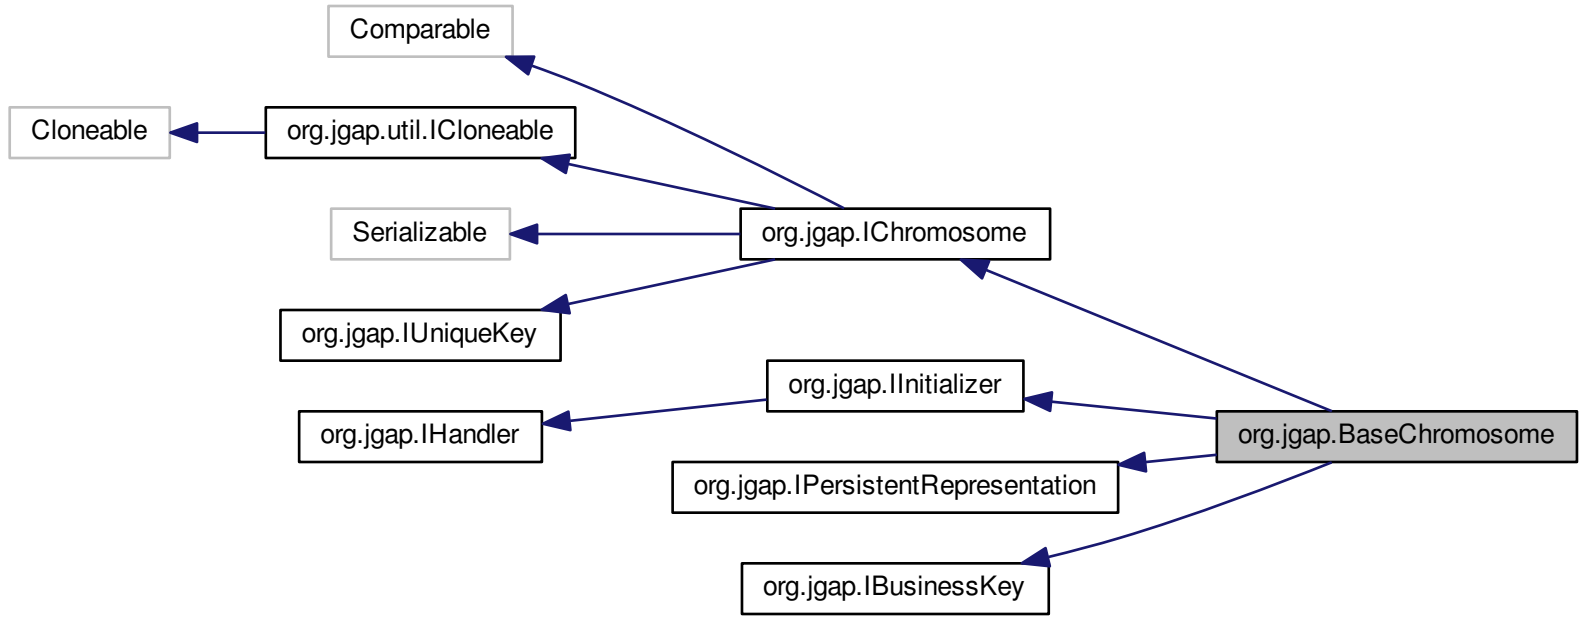 Comparable
Cloneable
org.jgap.util.ICloneable
Serializable
org.jgap.IChromosome
org.jgap.IUniqueKey
org.jgap.IInitializer
org.jgap.IHandler
org.jgap.BaseChromosome
org.jgap.IPersistentRepresentation
org.jgap.IBusinessKey